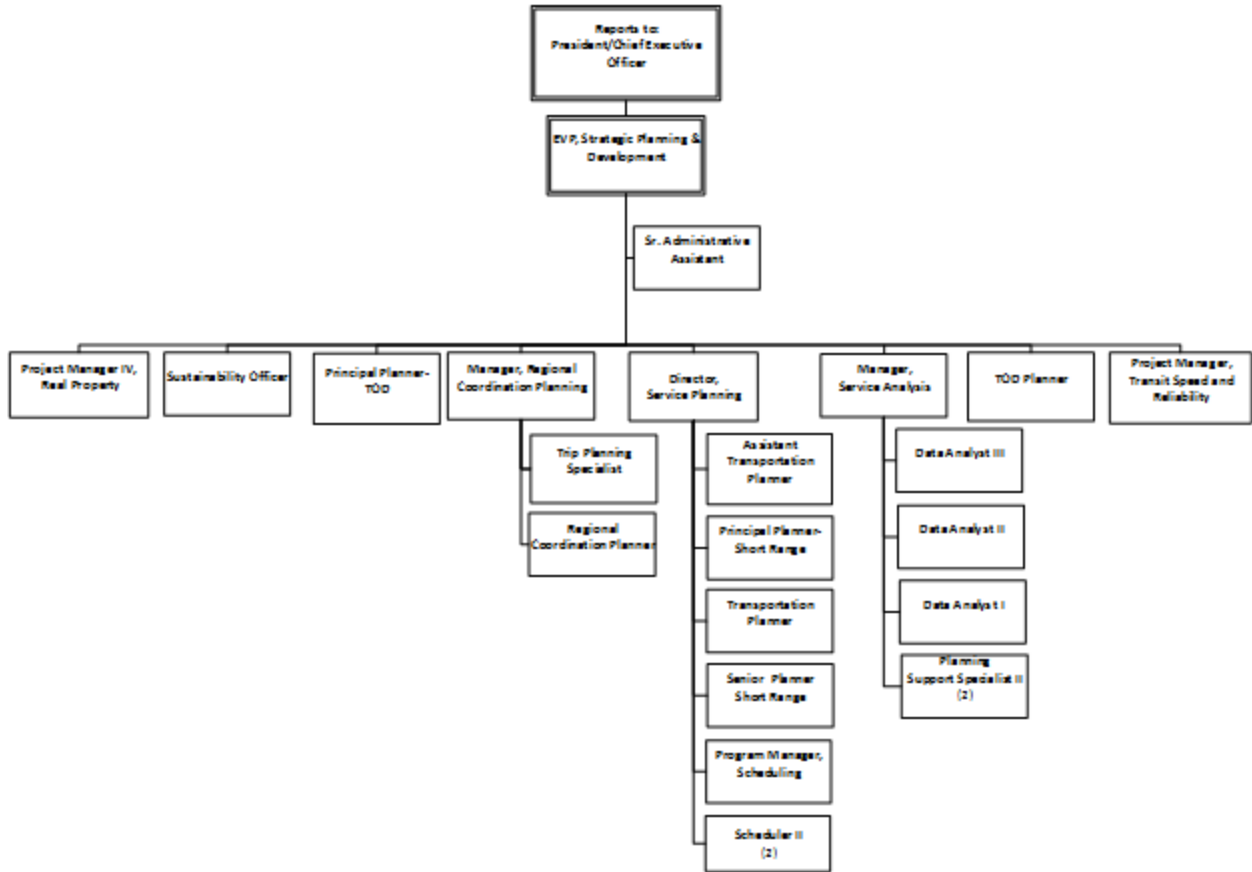 Reports to:
President/Chief Executive
Officer
EVP, Strategic Planning &
Development
Sr. Administrative
Assistant
Project Manager IV,
Real Property
Sustainability Officer
Principal Planner-
TOD
Manager, Regional
Coordination Planning
Director,
Service Planning
Manager,
Service Analysis
TOD Planner
Project Manager,
Transit Speed and
Reliability
Trip Planning
Specialist
Regional
Coordination Planner
Assistant
Transportation
Planner
Principal Planner-
Short Range
Transportation
Planner
Senior Planner
Short Range
Program Manager,
Scheduling
Scheduler II
(2)
Data Analyst III
Data Analyst II
Data Analyst I
Planning
Support Specialist II
(2)